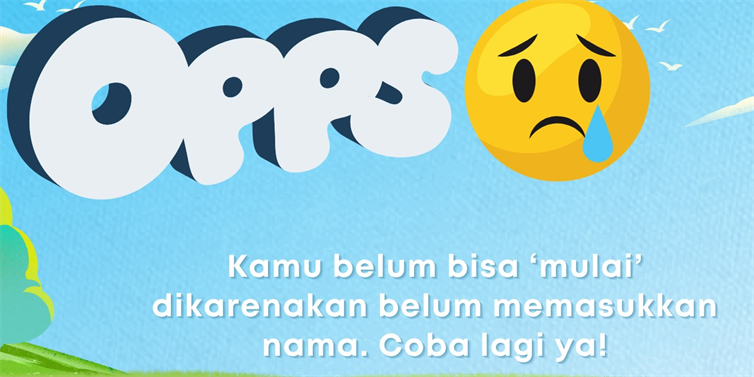 OPPS
Kamu belum bisa ‘mulai’
dikarenakan belum memasukkan
nama. Coba lagi ya!